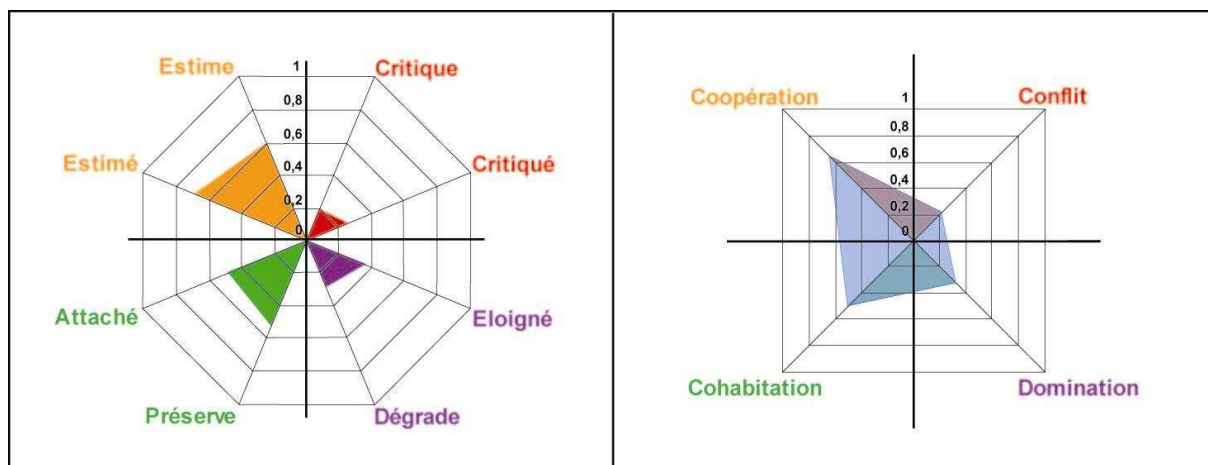 Estime
Critique
1
0,8
0,6
0,4
0,2
0
Estimé
Critiqué
Attaché
Eloigné
Préserve
Dégrade
Coopération
Conflit
1
0,8
0,6
0,4
0,2
0
Cohabitation
Domination